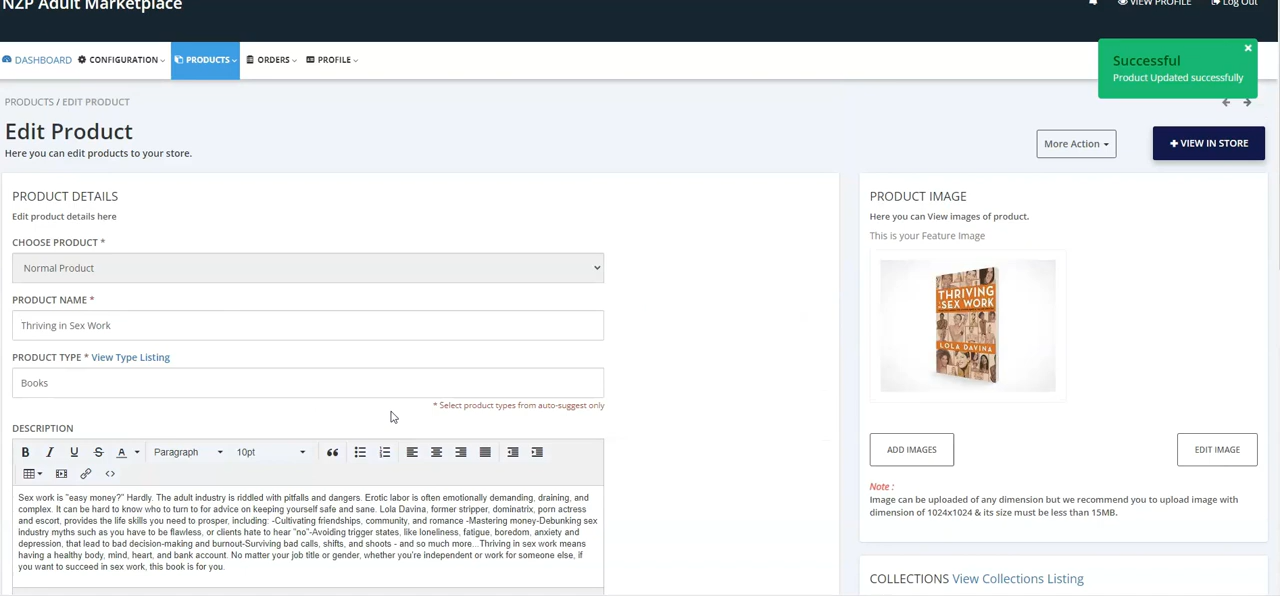 NZP Adult Marketplace
VIEW PROFILE
Log Out
DASHBOARD
CONFIGURATION
PRODUCTS
ORDERS
PROFILE
Successful
Product Updated successfully
PRODUCTS / EDIT PRODUCT
Edit Product
Here you can edit products to your store.
More Action
VIEW IN STORE
PRODUCT DETAILS
Edit product details here
CHOOSE PRODUCT *
Normal Product
PRODUCT NAME *
Thriving in Sex Work
PRODUCT TYPE * View Type Listing
Books
* Select product types from auto-suggest only
DESCRIPTION
Paragraph
10pt
Sex work is "easy money?" Hardly. The adult industry is riddled with pitfalls and dangers. Erotic labor is often emotionally demanding, draining, and
complex. It can be hard to know who to turn to for advice on keeping yourself safe and sane. Lola Davina, former stripper, dominatrix, porn actress
and escort, provides the life skills you need to prosper, including: -Cultivating friendships, community, and romance -Mastering money-Debunking sex
industry myths such as you have to be flawless, or clients hate to hear "no"-Avoiding trigger states, like loneliness, fatigue, boredom, anxiety and
depression, that lead to bad decision-making and burnout-Surviving bad calls, shifts, and shoots - and so much more...Thriving in sex work means
having a healthy body, mind, heart, and bank account. No matter your job title or gender, whether you're independent or work for someone else, if
you want to succeed in sex work, this book is for you.
PRODUCT IMAGE
Here you can View images of product.
This is your Feature Image
THRIVING
IN SEX WORK
LOLA DAVINA
ADD IMAGES
EDIT IMAGE
Note :
Image can be uploaded of any dimension but we recommend you to upload image with
dimension of 1024x1024 & its size must be less than 15MB.
COLLECTIONS View Collections Listing